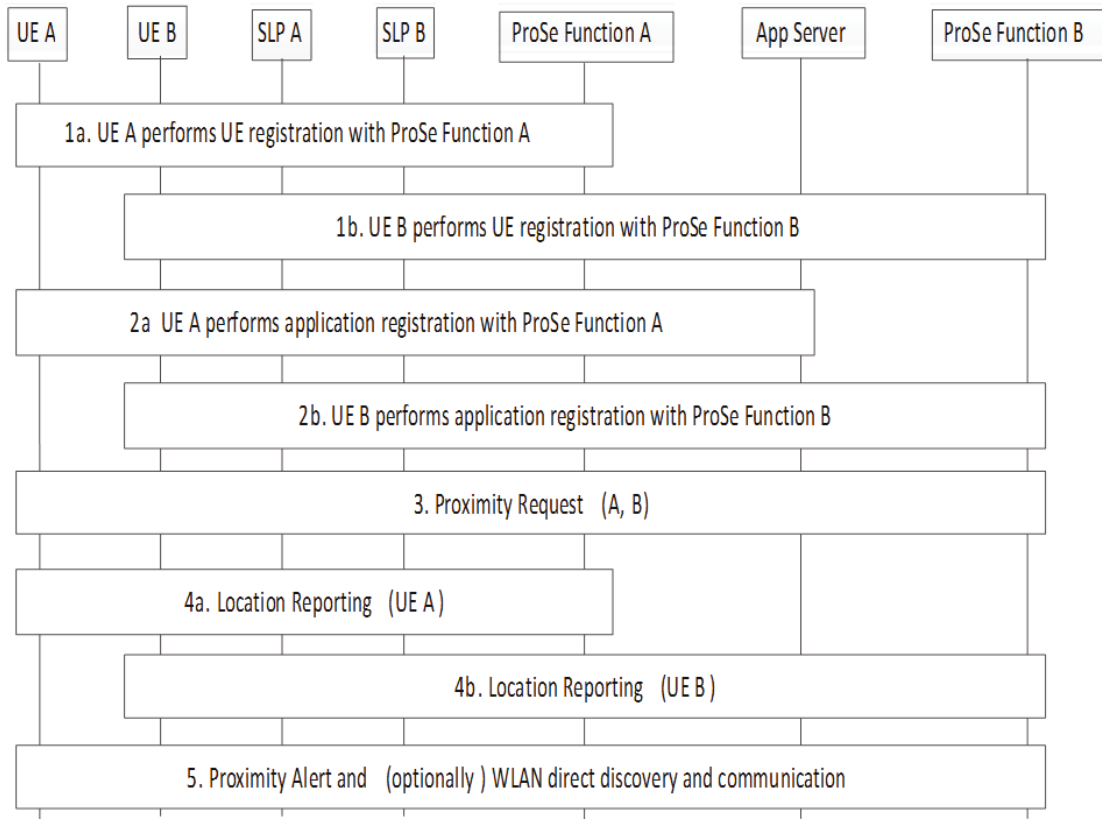 UE A
UE B
SLP A
SLP B
ProSe Function A
App Server
ProSe Function B
1a. UE A performs UE registration with ProSe Function A
1b. UE B performs UE registration with ProSe Function B
2a UE A performs application registration with ProSe Function A
2b. UE B performs application registration with ProSe Function B
3. Proximity Request (A, B)
4a. Location Reporting (UE A )
4b. Location Reporting (UE B )
5. Proximity Alert and (optionally ) WLAN direct discovery and communication